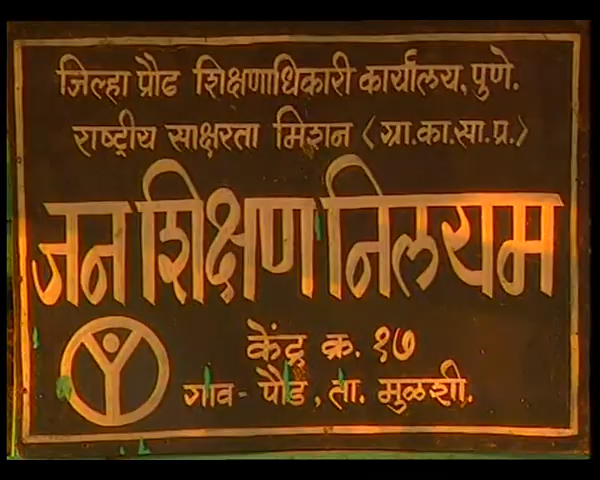 जिल्हा प्रौढ शिक्षणाधिकारी कार्यालय, पुणे.
राष्ट्रीय साक्षरता मिशन <ग्रा.का.सा.प्र.>
जन शिक्षण निलयम
केंद्र क्र. १७
गाव - पौड, ता. मुळशी.